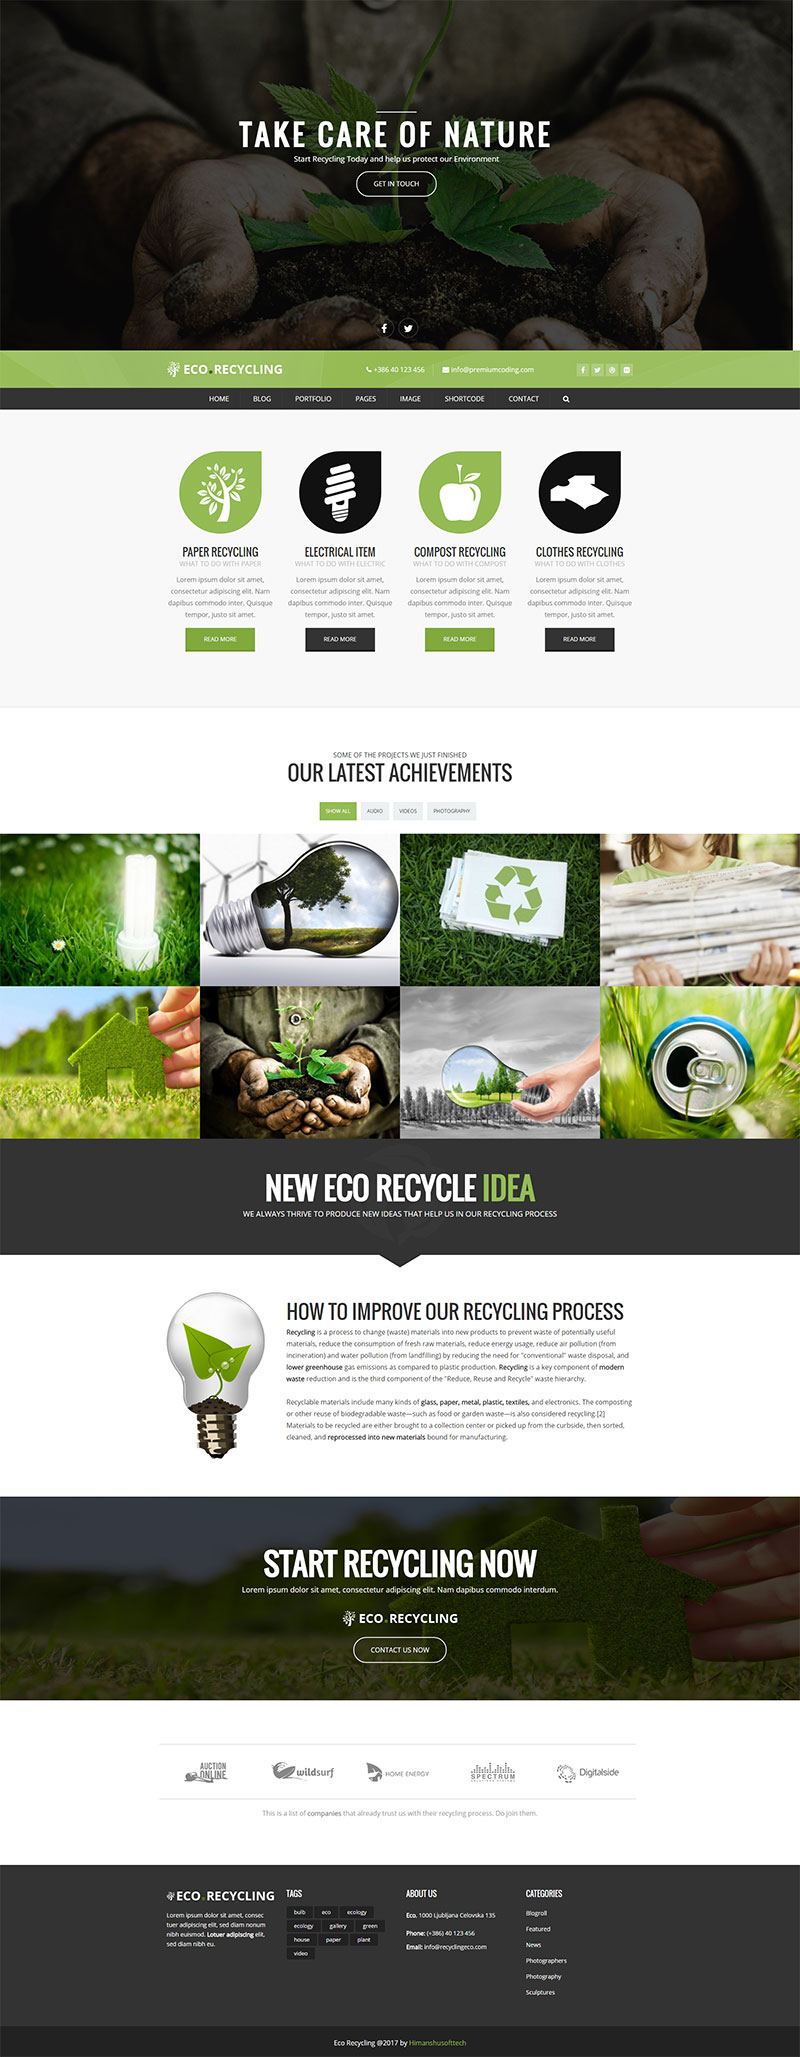 TAKE CARE OF NATURE
Start Recycling Today and help us protect our Environment
GET IN TOUCH
ECO.RECYCLING
+386 40 123 456
info@premiumcoding.com
HOME BLOG PORTFOLIO PAGES IMAGE SHORTCODE CONTACT
PAPER RECYCLING
WHAT TO DO WITH PAPER
Lorem ipsum dolor sit amet,
consectetur adipiscing elit. Nam
dapibus commodo inter. Quisque
tempor, justo sit amet.
READ MORE
ELECTRICAL ITEM
WHAT TO DO WITH ELECTRIC
Lorem ipsum dolor sit amet,
consectetur adipiscing elit. Nam
dapibus commodo inter. Quisque
tempor, justo sit amet.
READ MORE
COMPOST RECYCLING
WHAT TO DO WITH COMPOST
Lorem ipsum dolor sit amet,
consectetur adipiscing elit. Nam
dapibus commodo inter. Quisque
tempor, justo sit amet.
READ MORE
CLOTHES RECYCLING
WHAT TO DO WITH CLOTHES
Lorem ipsum dolor sit amet,
consectetur adipiscing elit. Nam
dapibus commodo inter. Quisque
tempor, justo sit amet.
READ MORE
SOME OF THE PROJECTS WE JUST FINISHED
OUR LATEST ACHIEVEMENTS
SHOW ALL AUDIO VIDEOS PHOTOGRAPHY
NEW ECO RECYCLE IDEA
WE ALWAYS THRIVE TO PRODUCE NEW IDEAS THAT HELP US IN OUR RECYCLING PROCESS
HOW TO IMPROVE OUR RECYCLING PROCESS
Recycling is a process to change (waste) materials into new products to prevent waste of potentially useful
materials, reduce the consumption of fresh raw materials, reduce energy usage, reduce air pollution (from
incineration) and water pollution (from landfilling) by reducing the need for "conventional" waste disposal, and
lower greenhouse gas emissions as compared to plastic production. Recycling is a key component of modern
waste reduction and is the third component of the "Reduce, Reuse and Recycle" waste hierarchy.
Recyclable materials include many kinds of glass, paper, metal, plastic, textiles, and electronics. The composting
or other reuse of biodegradable waste—such as food or garden waste—is also considered recycling.[2]
Materials to be recycled are either brought to a collection center or picked up from the curbside, then sorted,
cleaned, and reprocessed into new materials bound for manufacturing.
START RECYCLING NOW
Lorem ipsum dolor sit amet, consectetur adipiscing elit. Nam dapibus commodo interdum.
ECO.RECYCLING
CONTACT US NOW
AUCTION
ONLINE
wildsurf
HOME ENERGY
SPECTRUM
Digitalside
This is a list of companies that already trust us with their recycling process. Do join them.
ECO.RECYCLING
Lorem ipsum dolor sit amet, consec
tetuer adipiscing elit, sed diam nonum
nibh euismod. Lotuer adipiscing elit,
sed diam nibh eu.
TAGS
bulb eco ecology
ecology gallery green
house paper plant
video
ABOUT US
Eco. 1000 Ljubljana Celovska 135
Phone: (+386) 40 123 456
Email: info@recyclingeco.com
CATEGORIES
Blogroll
Featured
News
Photographers
Photography
Sculptures
Eco Recycling @2017 by Himanshusofttech